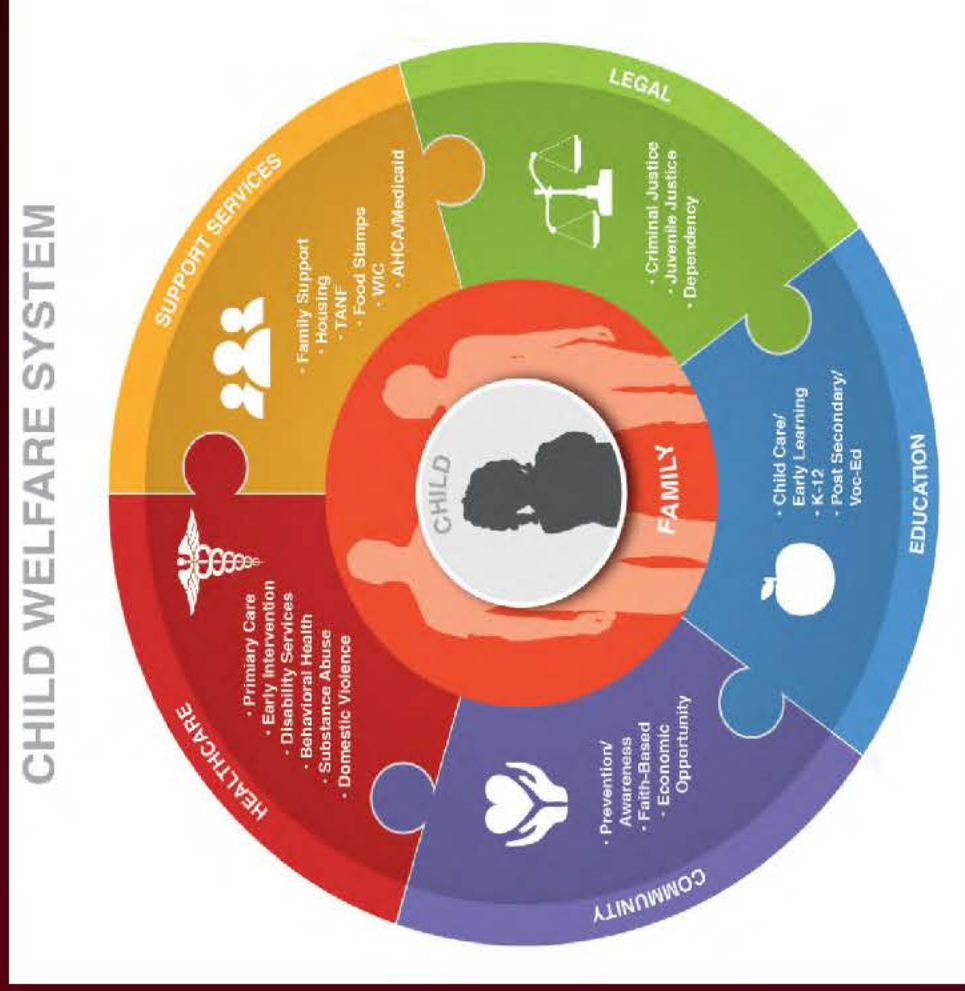 CHILD WELFARE SYSTEM
HEALTHCARE
· Primiary Care
· Early Intervention
· Disability Services
· Behavioral Health
· Substance Abuse
· Domestic Violence
SUPPORT SERVICES
· Family Support
· Housing
· TANF
· Food Stamps
· WIC
· AHCA/Medicaid
LEGAL
· Criminal Justice
· Juvenile Justice
· Dependency
EDUCATION
· Child Care/
Early Learning
· K-12
· Post Secondary/
Voc-Ed
COMMUNITY
· Prevention/
Awareness
· Faith-Based
· Economic
Opportunity
CHILD
FAMILY